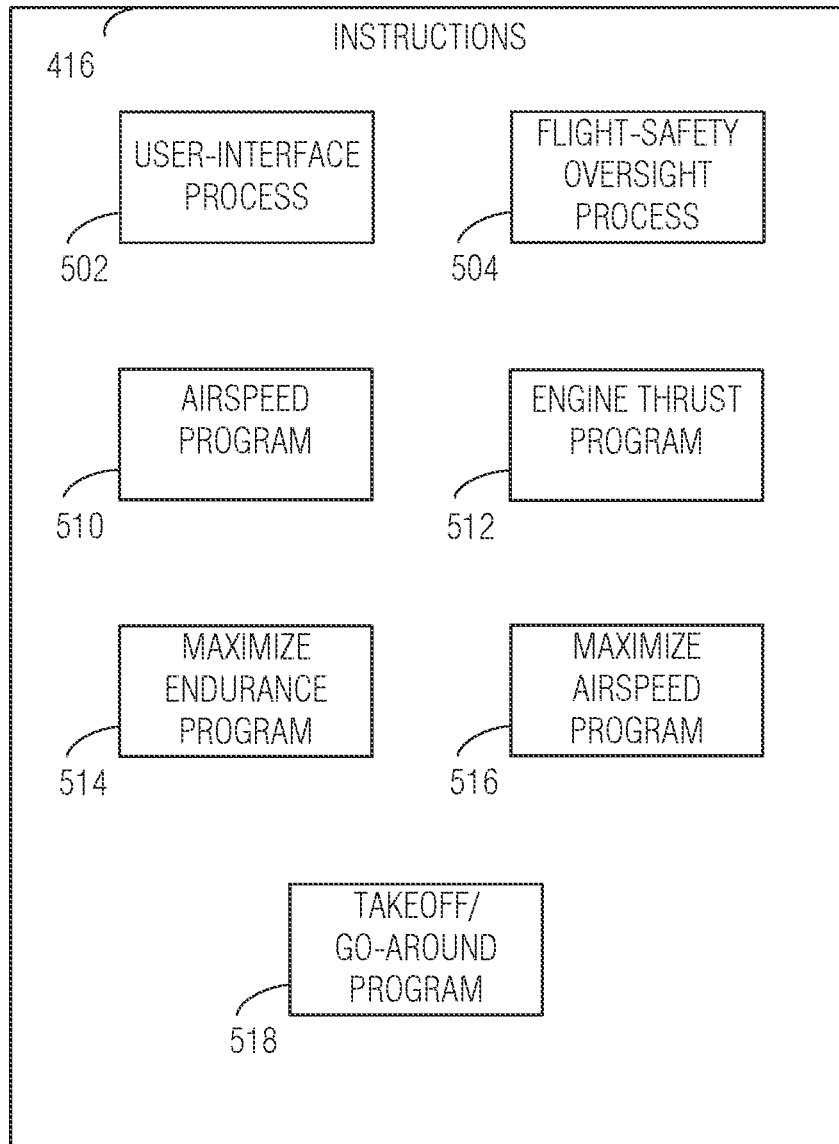 INSTRUCTIONS
416
USER-INTERFACE
PROCESS
502
FLIGHT-SAFETY
OVERSIGHT
PROCESS
504
AIRSPEED
PROGRAM
510
ENGINE THRUST
PROGRAM
512
MAXIMIZE
ENDURANCE
PROGRAM
514
MAXIMIZE
AIRSPEED
PROGRAM
516
TAKEOFF/
GO-AROUND
PROGRAM
518